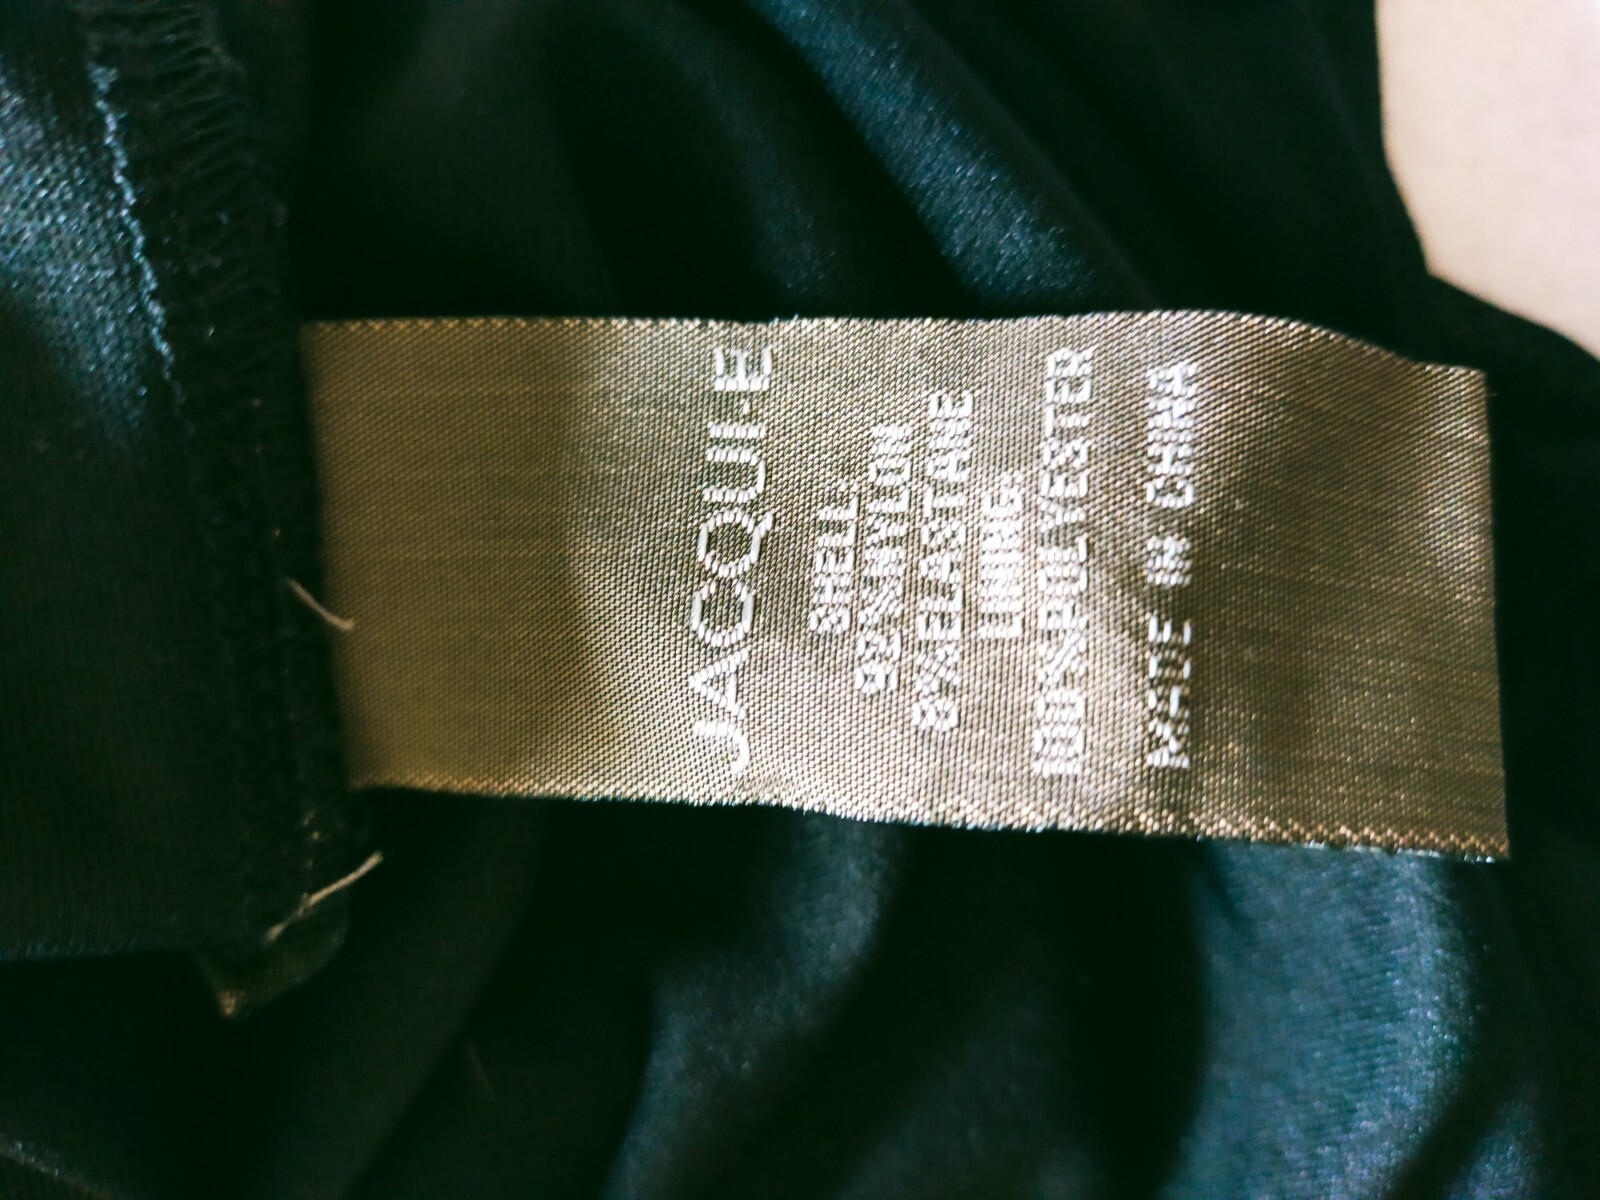 JACQUI-E
SHELL
92%NYLON
8%ELASTANE
LINING:
100%POLYESTER
MADE IN CHINA